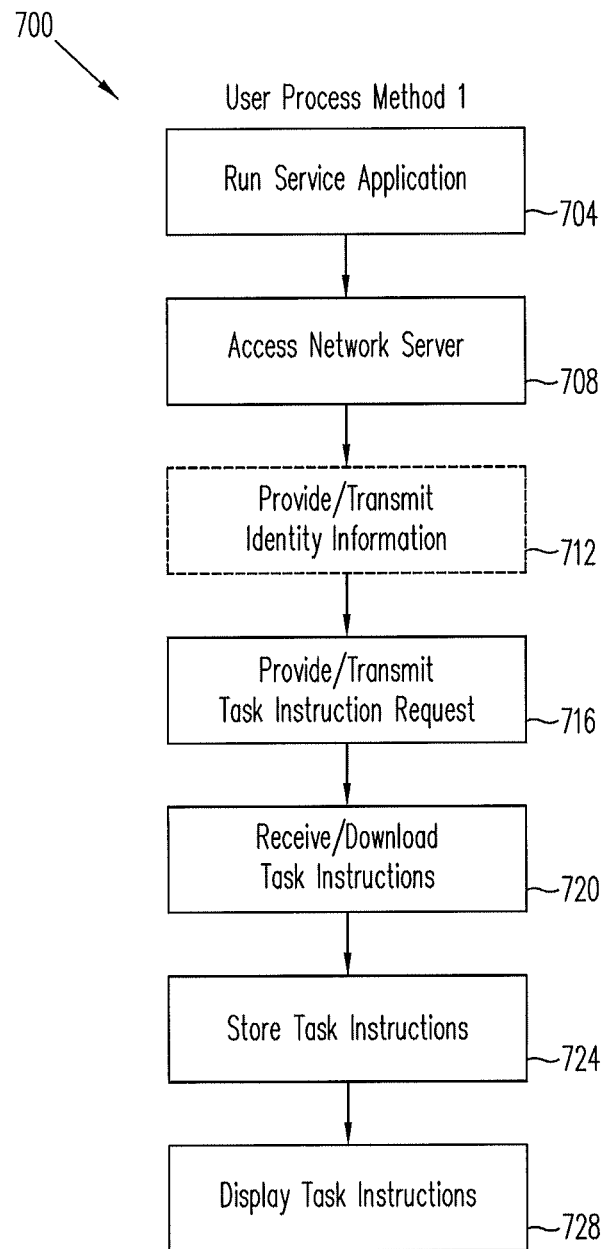 700
User Process Method 1
Run Service Application
704
Access Network Server
708
Provide/Transmit
Identity Information
712
Provide/Transmit
Task Instruction Request
716
Receive/Download
Task Instructions
720
Store Task Instructions
724
Display Task Instructions
728